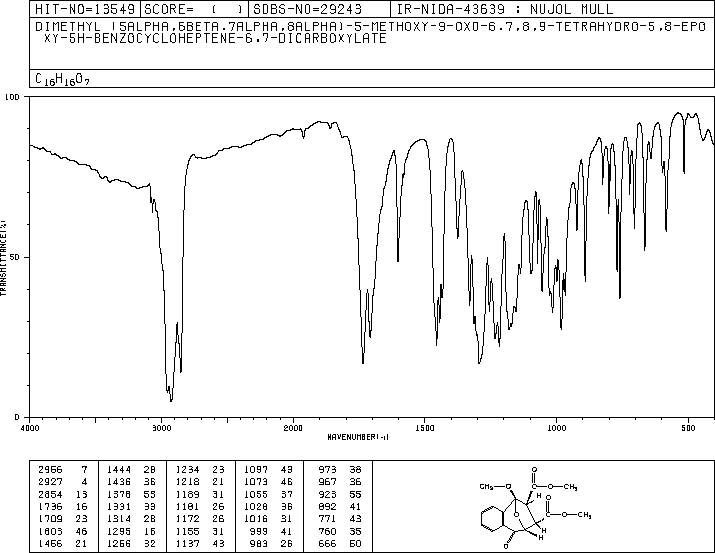 HIT-NO=13549 SCORE= ( ) SDBS-NO=29243 IR-NIDA-43639 : NUJOL MULL
DIMETHYL (5ALPHA,6BETA,7ALPHA,8ALPHA)-5-METHOXY-9-OXO-6,7,8,9-TETRAHYDRO-5,8-EPO
XY-5H-BENZOCYCLOHEPTENE-6,7-DICARBOXYLATE
C16H16O7
100
50
0
TRANSMITTANCE(%)
4000 3000 2000 1500 1000 500
WAVENUMBER(-1)
2956 7 1444 28 1234 23 1097 43 973 38
2927 4 1436 36 1218 21 1073 46 967 36
2854 13 1378 55 1189 31 1055 37 923 55
1736 16 1331 33 1181 26 1028 36 892 41
1709 23 1314 28 1172 26 1016 31 771 43
1603 46 1295 16 1155 31 999 41 760 35
1456 21 1266 32 1137 43 983 26 666 50
CH3 O O O CH3
H O O CH3
O
H
H
O